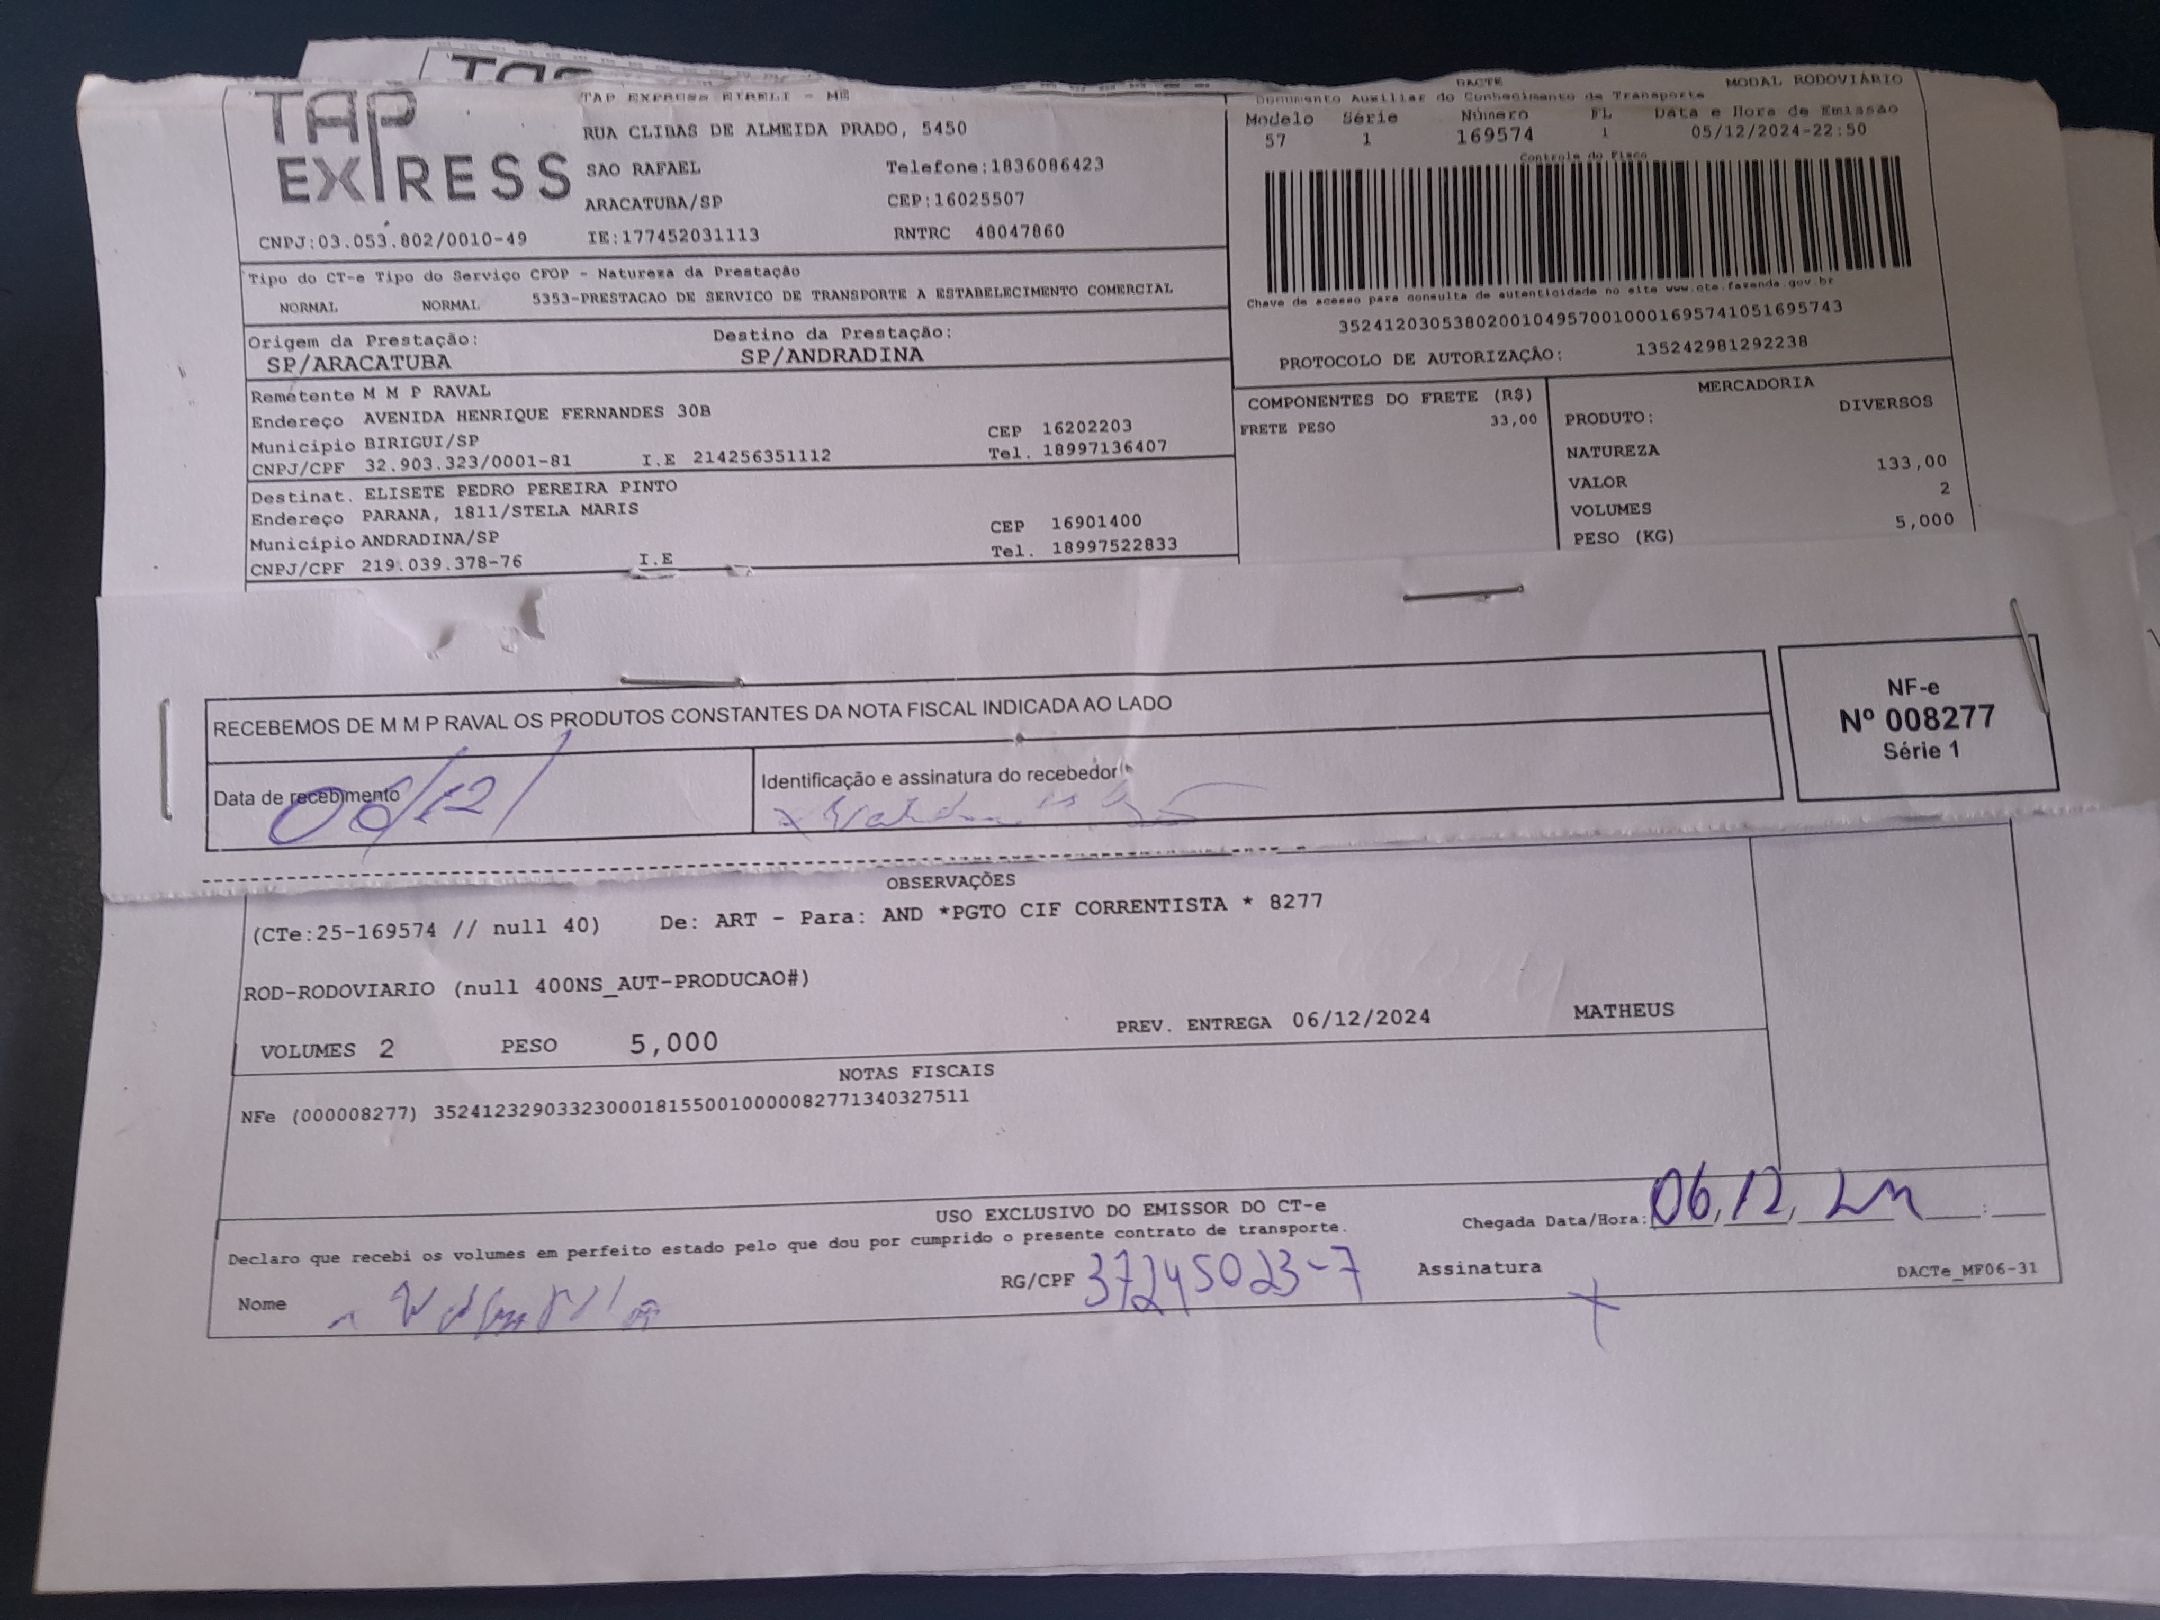 TAP EXPRESS
TAP EXPRESS EIRELI - ME
RUA CLIBAS DE ALMEIDA PRADO, 5450
SAO RAFAEL Telefone:1836086423
ARACATUBA/SP CEP:16025507
CNPJ:03.053.802/0010-49 IE:177452031113 RNTRC 48047860
DACTE MODAL RODOVIÁRIO
Documento Auxiliar do Conhecimento de Transporte
Modelo Série Número FL Data e Hora de Emissão
57 1 169574 1 05/12/2024-22:50
Controle do Fisco
Chave de acesso para consulta de autenticidade no site www.cte.fazenda.gov.br
35241203053802001049570010001695741051695743
PROTOCOLO DE AUTORIZAÇÃO: 135242981292238
Tipo do CT-e Tipo do Serviço CFOP - Natureza da Prestação
NORMAL NORMAL 5353-PRESTACAO DE SERVICO DE TRANSPORTE A ESTABELECIMENTO COMERCIAL
Origem da Prestação: Destino da Prestação:
SP/ARACATUBA SP/ANDRADINA
Remetente M M P RAVAL
Endereço AVENIDA HENRIQUE FERNANDES 30B
Município BIRIGUI/SP CEP 16202203
CNPJ/CPF 32.903.323/0001-81 I.E 214256351112 Tel. 18997136407
Destinat. ELISETE PEDRO PEREIRA PINTO
Endereço PARANA, 1811/STELA MARIS
Município ANDRADINA/SP CEP 16901400
CNPJ/CPF 219.039.378-76 I.E Tel. 18997522833
COMPONENTES DO FRETE (R$)
FRETE PESO 33,00
MERCADORIA
PRODUTO: DIVERSOS
NATUREZA
VALOR 133,00
VOLUMES 2
PESO (KG) 5,000
RECEBEMOS DE M M P RAVAL OS PRODUTOS CONSTANTES DA NOTA FISCAL INDICADA AO LADO
Data de recebimento 06/12/
Identificação e assinatura do recebedor
NF-e
Nº 008277
Série 1
OBSERVAÇÕES
(CTe:25-169574 // null 40) De: ART - Para: AND *PGTO CIF CORRENTISTA * 8277
ROD-RODOVIARIO (null 400NS_AUT-PRODUCAO#)
VOLUMES 2 PESO 5,000 PREV. ENTREGA 06/12/2024 MATHEUS
NOTAS FISCAIS
NFe (000008277) 35241232903323000181550010000082771340327511
USO EXCLUSIVO DO EMISSOR DO CT-e
Declaro que recebi os volumes em perfeito estado pelo que dou por cumprido o presente contrato de transporte.
Chegada Data/Hora: 06, 12, 24
Nome RG/CPF 37245023-7 Assinatura X
DACTe_MF06-31